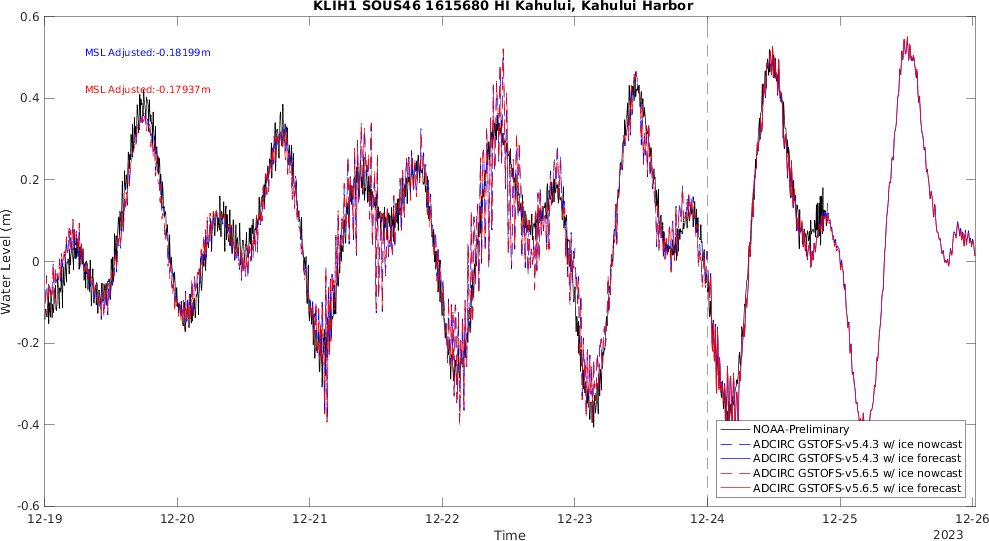 KLIH1 SOUS46 1615680 HI Kahului, Kahului Harbor
0.6
MSL Adjusted:-0.18199m
MSL Adjusted:-0.17937m
0.4
0.2
0
-0.2
-0.4
-0.6
Water Level (m)
NOAA-Preliminary
ADCIRC GSTOFS-v5.4.3 w/ ice nowcast
ADCIRC GSTOFS-v5.4.3 w/ ice forecast
ADCIRC GSTOFS-v5.6.5 w/ ice nowcast
ADCIRC GSTOFS-v5.6.5 w/ ice forecast
12-19 12-20 12-21 12-22 12-23 12-24 12-25 12-26
Time
2023